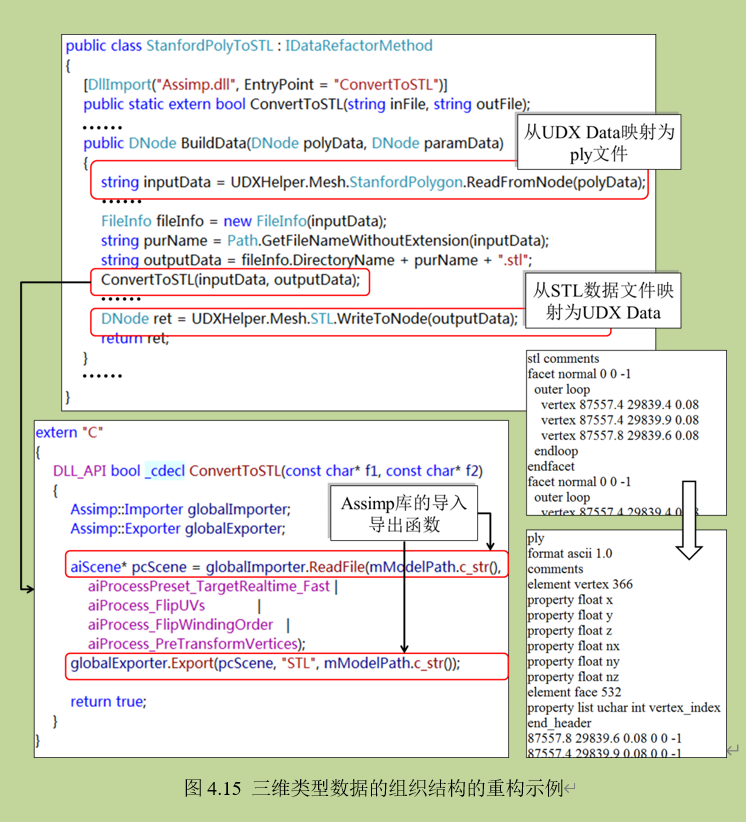 public class StanfordPolyToSTL : IDataRefactorMethod
{
[DllImport("Assimp.dll", EntryPoint = "ConvertToSTL")]
public static extern bool ConvertToSTL(string inFile, string outFile);
……
public DNode BuildData(DNode polyData, DNode paramData)
{
从UDX Data映射为
ply文件
string inputData = UDXHelper.Mesh.StanfordPolygon.ReadFromNode(polyData);
……
FileInfo fileInfo = new FileInfo(inputData);
string purName = Path.GetFileNameWithoutExtension(inputData);
string outputData = fileInfo.DirectoryName + purName + ".stl";
ConvertToSTL(inputData, outputData);
……
从STL数据文件映
射为UDX Data
DNode ret = UDXHelper.Mesh.STL.WriteToNode(outputData);
return ret;
}
……
}
extern "C"
{
DLL_API bool _cdecl ConvertToSTL(const char* f1, const char* f2)
{
Assimp::Importer globalImporter;
Assimp::Exporter globalExporter;
Assimp库的导入
导出函数
aiScene* pcScene = globalImporter.ReadFile(mModelPath.c_str(),
aiProcessPreset_TargetRealtime_Fast |
aiProcess_FlipUVs |
aiProcess_FlipWindingOrder |
aiProcess_PreTransformVertices);
globalExporter.Export(pcScene, "STL", mModelPath.c_str());
return true;
}
}
stl comments
facet normal 0 0 -1
outer loop
vertex 87557.4 29839.4 0.08
vertex 87557.4 29839.9 0.08
vertex 87557.8 29839.6 0.08
endloop
endfacet
facet normal 0 0 -1
outer loop
vertex 87557.4 29839.4 0.08
ply
format ascii 1.0
comments
element vertex 366
property float x
property float y
property float z
property float nx
property float ny
property float nz
element face 532
property list uchar int vertex_index
end_header
87557.8 29839.6 0.08 0 0 -1
87557.4 29839.9 0.08 0 0 -1
图 4.15 三维类型数据的组织结构的重构示例